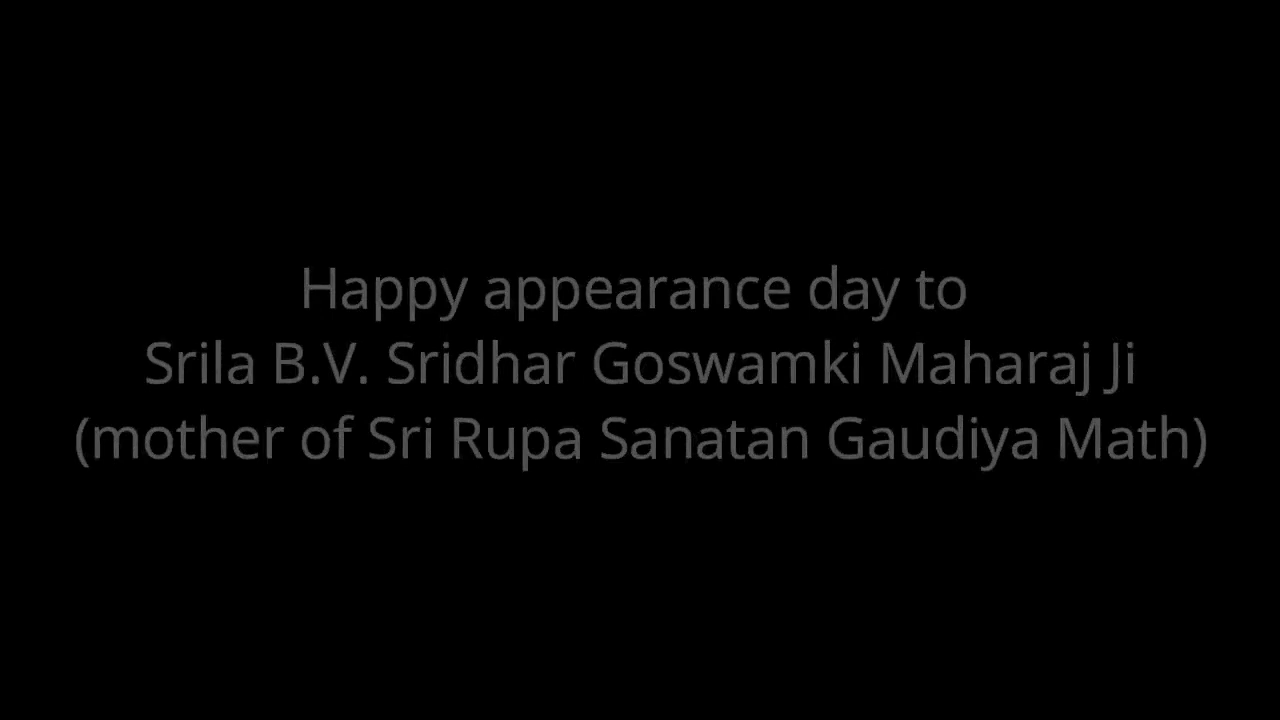 Happy appearance day to
Srila B.V. Sridhar Goswamki Maharaj Ji
(mother of Sri Rupa Sanatan Gaudiya Math)